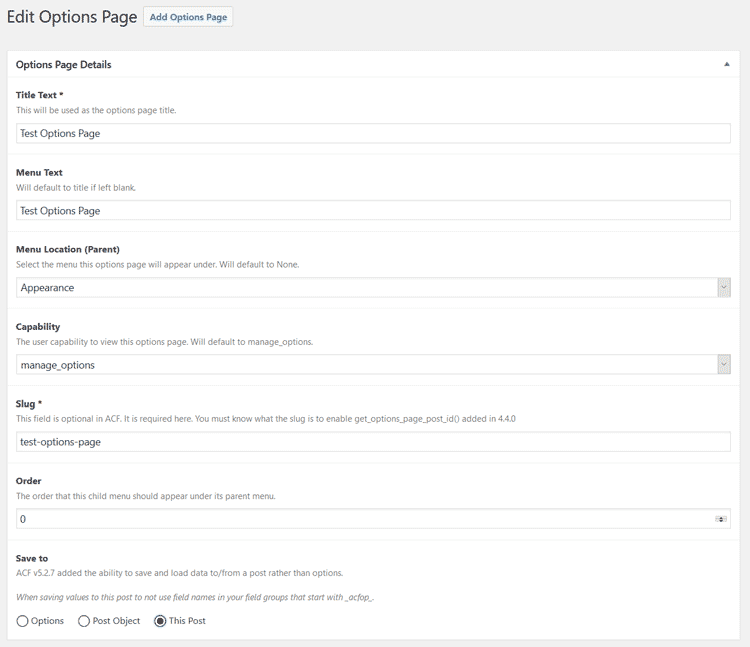 Edit Options Page Add Options Page
Options Page Details
Title Text *
This will be used as the options page title.
Test Options Page
Menu Text
Will default to title if left blank.
Test Options Page
Menu Location (Parent)
Select the menu this options page will appear under. Will default to None.
Appearance
Capability
The user capability to view this options page. Will default to manage_options.
manage_options
Slug *
This field is optional in ACF. It is required here. You must know what the slug is to enable get_options_page_post_id() added in 4.4.0
test-options-page
Order
The order that this child menu should appear under its parent menu.
0
Save to
ACF v5.2.7 added the ability to save and load data to/from a post rather than options.
When saving values to this post to not use field names in your field groups that start with _acfop_.
Options Post Object This Post